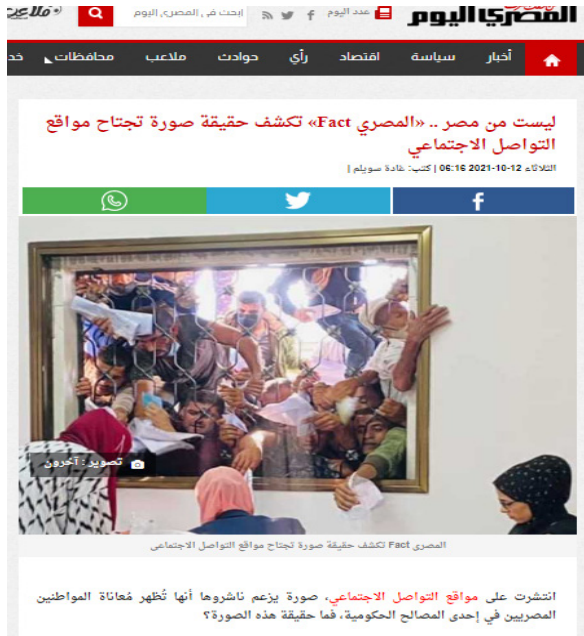 المصري اليوم
عدد اليوم
ابحث في المصري اليوم
ملاعب
أخبار سياسة اقتصاد رأي حوادث ملاعب محافظات خد
ليست من مصر .. «المصري Fact» تكشف حقيقة صورة تجتاح مواقع
التواصل الاجتماعي
الثلاثاء 12-10-2021 06:16 | كتب: غادة سويلم |
تصوير : آخرون
المصري Fact تكشف حقيقة صورة تجتاح مواقع التواصل الاجتماعي
انتشرت على مواقع التواصل الاجتماعي، صورة يزعم ناشروها أنها تُظهر مُعاناة المواطنين
المصريين في إحدى المصالح الحكومية، فما حقيقة هذه الصورة؟